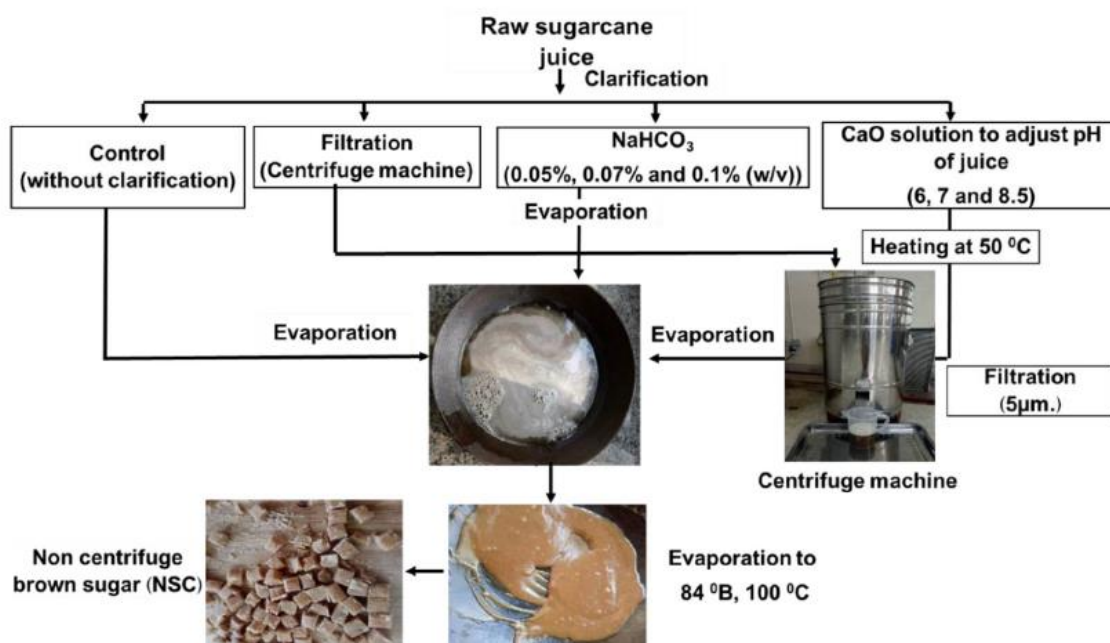 Raw sugarcane
juice
Clarification
Control
(without clarification)
Filtration
(Centrifuge machine)
NaHCO₃
(0.05%, 0.07% and 0.1% (w/v))
CaO solution to adjust pH
of juice
(6, 7 and 8.5)
Evaporation
Heating at 50 ⁰C
Evaporation
Evaporation
Filtration
(5µm.)
Centrifuge machine
Non centrifuge
brown sugar (NSC)
Evaporation to
84 ⁰B, 100 ⁰C